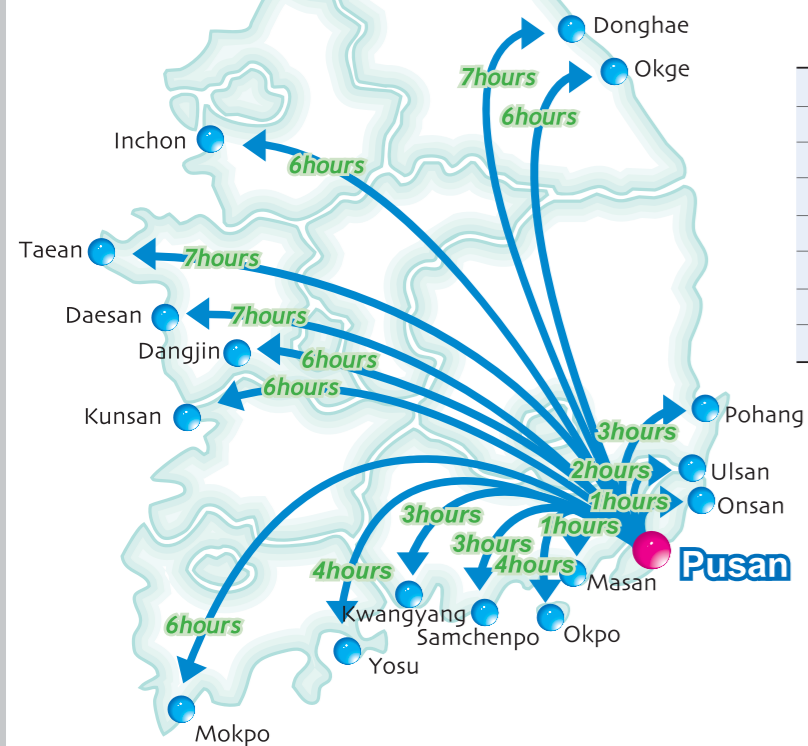 Donghae
7hours
Okge
6hours
Inchon
6hours
Taean
7hours
Daesan
7hours
Dangjin
6hours
6hours
Kunsan
Pohang
3hours
2hours
Ulsan
1hours
Onsan
3hours
1hours
3hours
4hours
4hours
Pusan
Masan
Kwangyang
Samchenpo
Okpo
6hours
Yosu
Mokpo